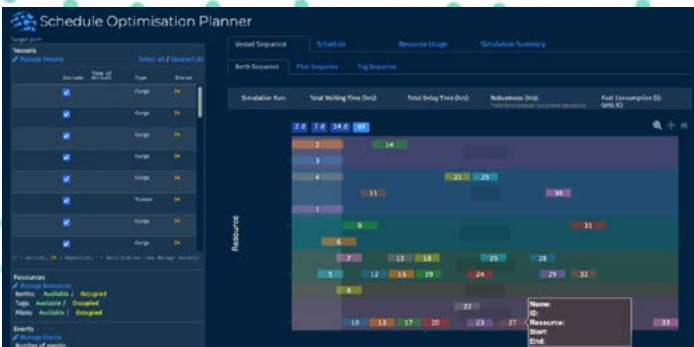 Schedule Optimisation Planner
Target port:
Vessels
Manage Vessels Select All / Deselect All
Include Time of Arrival Type Status
Cargo
Cargo
Cargo
Cargo
Cargo
Tanker
Cargo
Cargo
Resources
Manage Resources
Berths: Available / Occupied
Tugs: Available / Occupied
Pilots: Available / Occupied
Events
Manage Events
Number of events:
Vessel Sequence Schedule Resource Usage Simulation Summary
Berth Sequence Pilot Sequence Tug Sequence
Simulation Run: Total Waiting Time (hrs): Total Delay Time (hrs): Robustness (hrs): Fuel Consumption (l):
2 d 7 d 14 d all
Resource
2 14
3
4 21 25
11 30
1
9 31
6
7 15 18 26 28
5 12 16 19 24 29 32
8
22
10 13 17 20 23 27 33
Name:
ID:
Resource:
Start
End